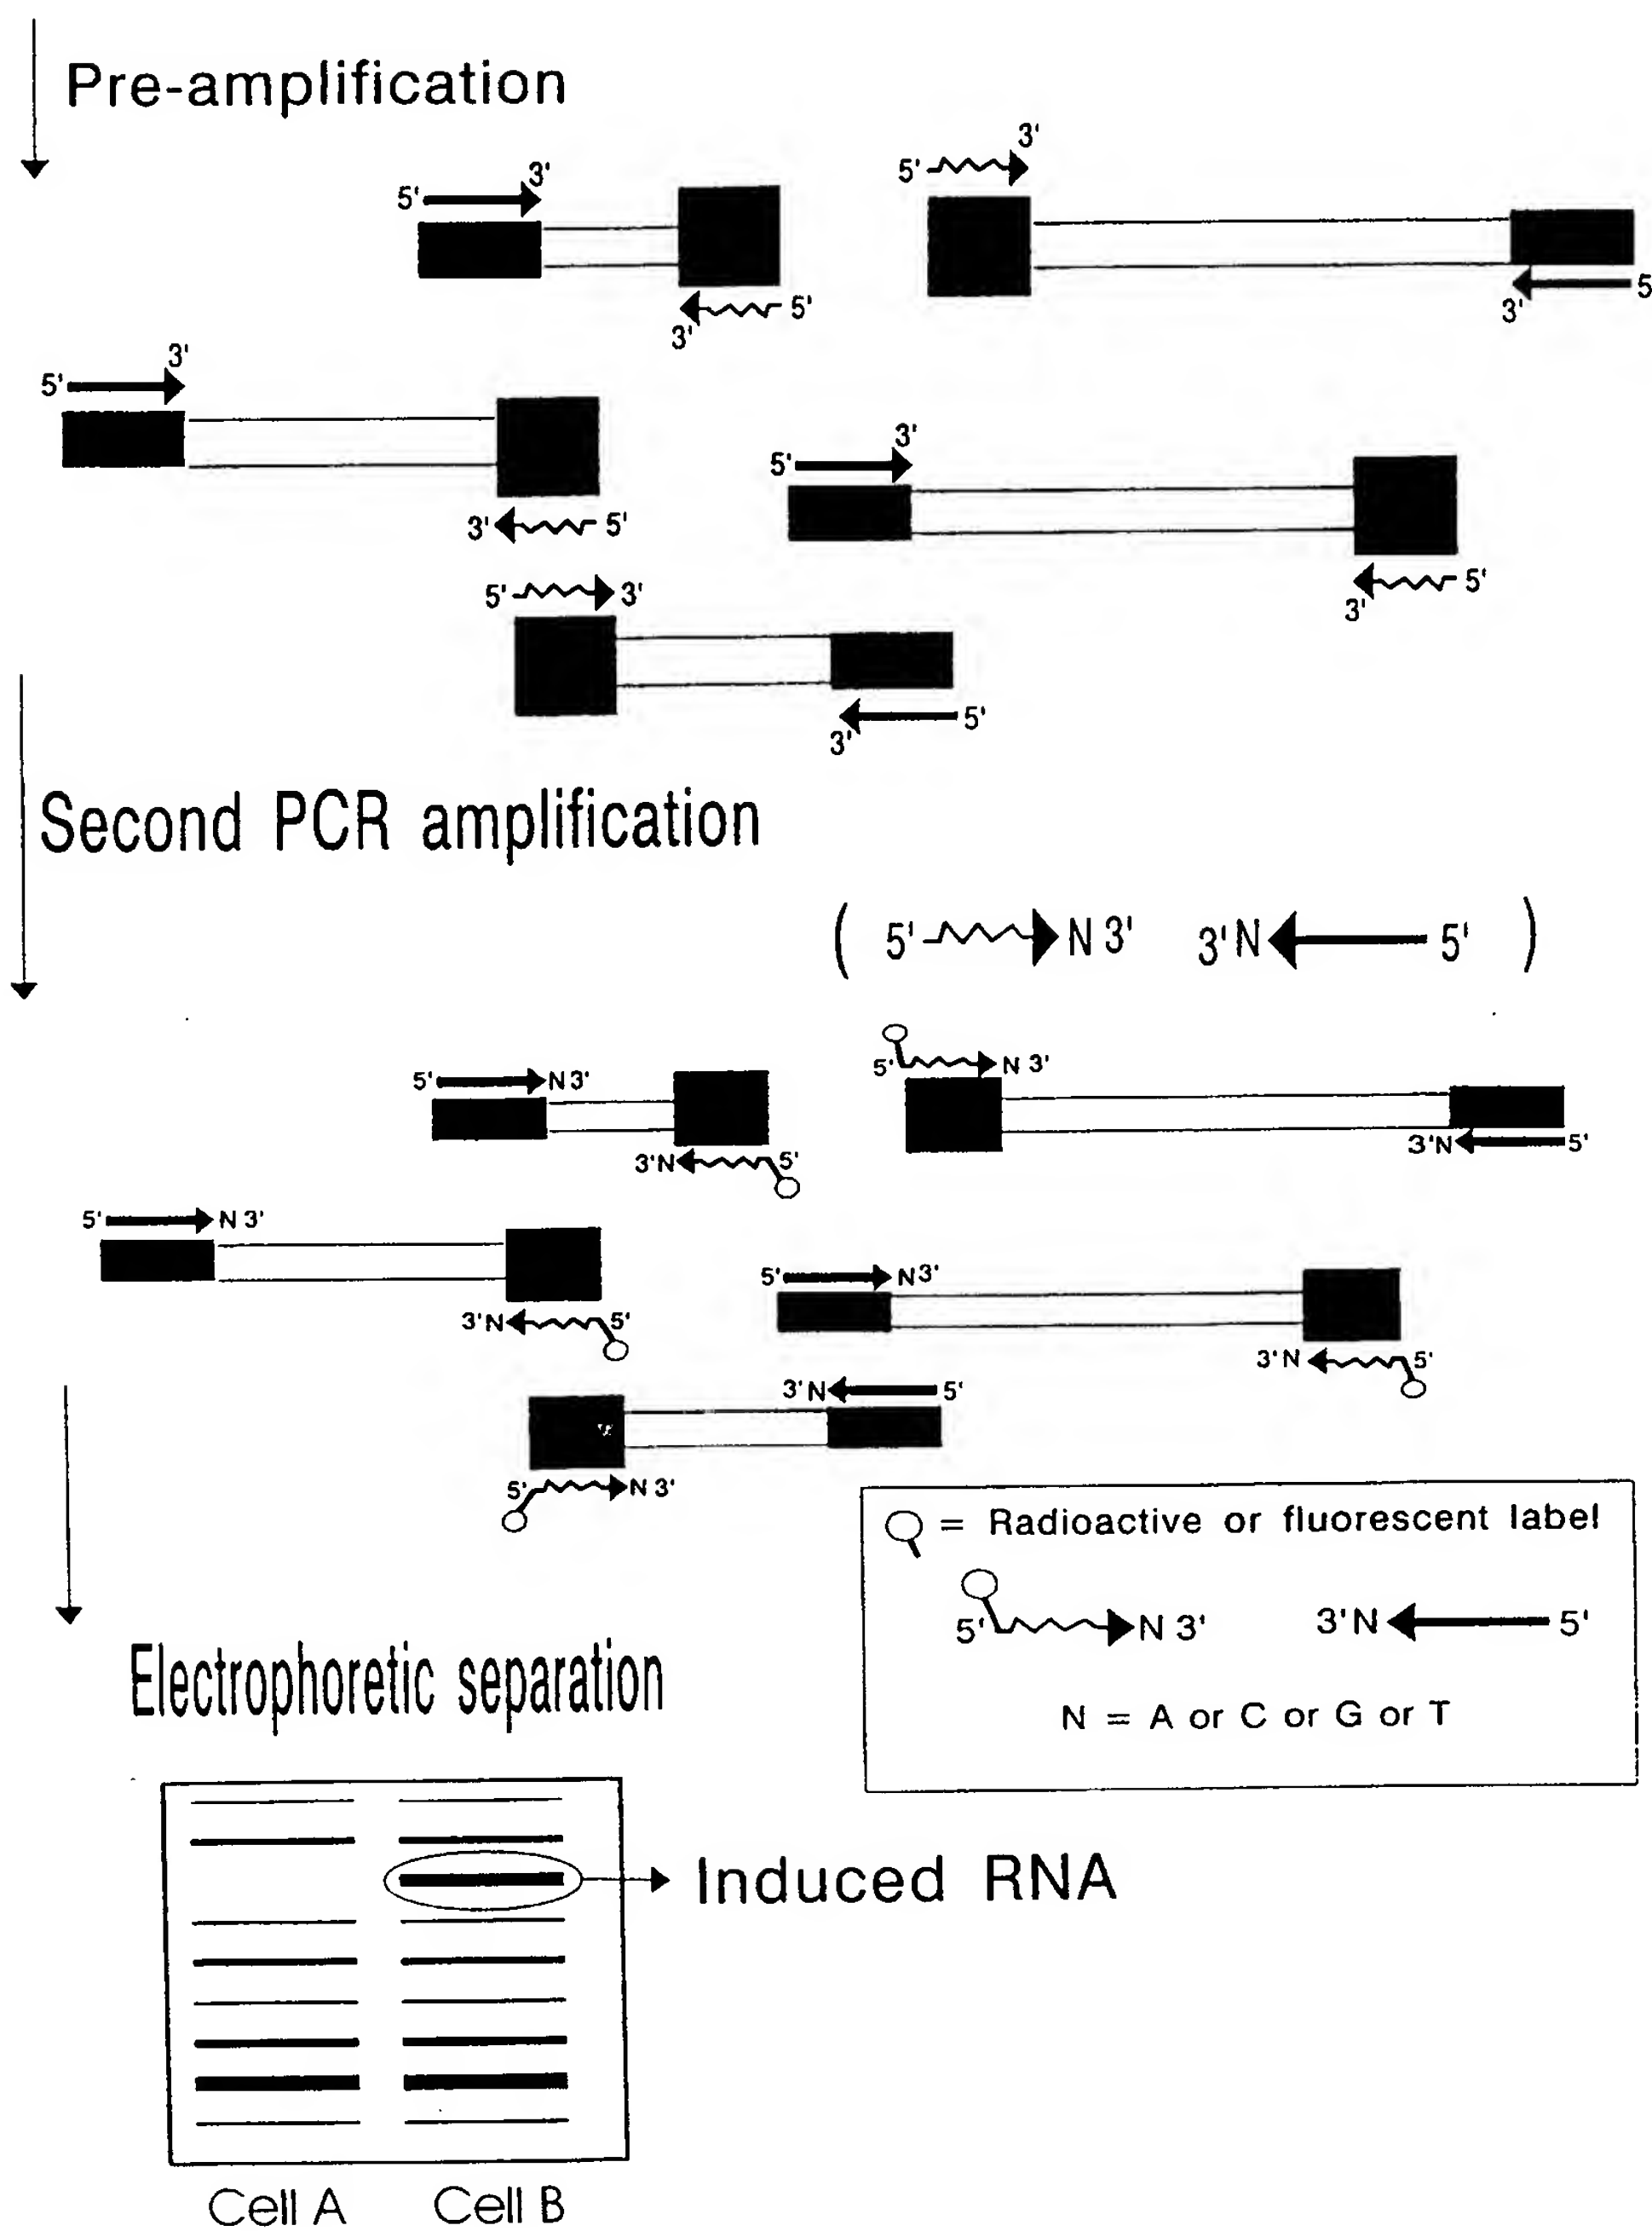 Pre-amplification
5' 3'
3' 5'
5' 3'
3' 5
5' 3'
3' 5'
5' 3'
3' 5'
5' 3'
3' 5'
Second PCR amplification
( 5' N 3' 3' N 5' )
5' N 3'
3' N 5'
5' N 3'
3' N 5'
5' N 3'
3' N 5'
5' N 3'
3' N 5'
3' N 5'
5' N 3'
= Radioactive or fluorescent label
5' N 3' 3' N 5'
N = A or C or G or T
Electrophoretic separation
Induced RNA
Cell A Cell B